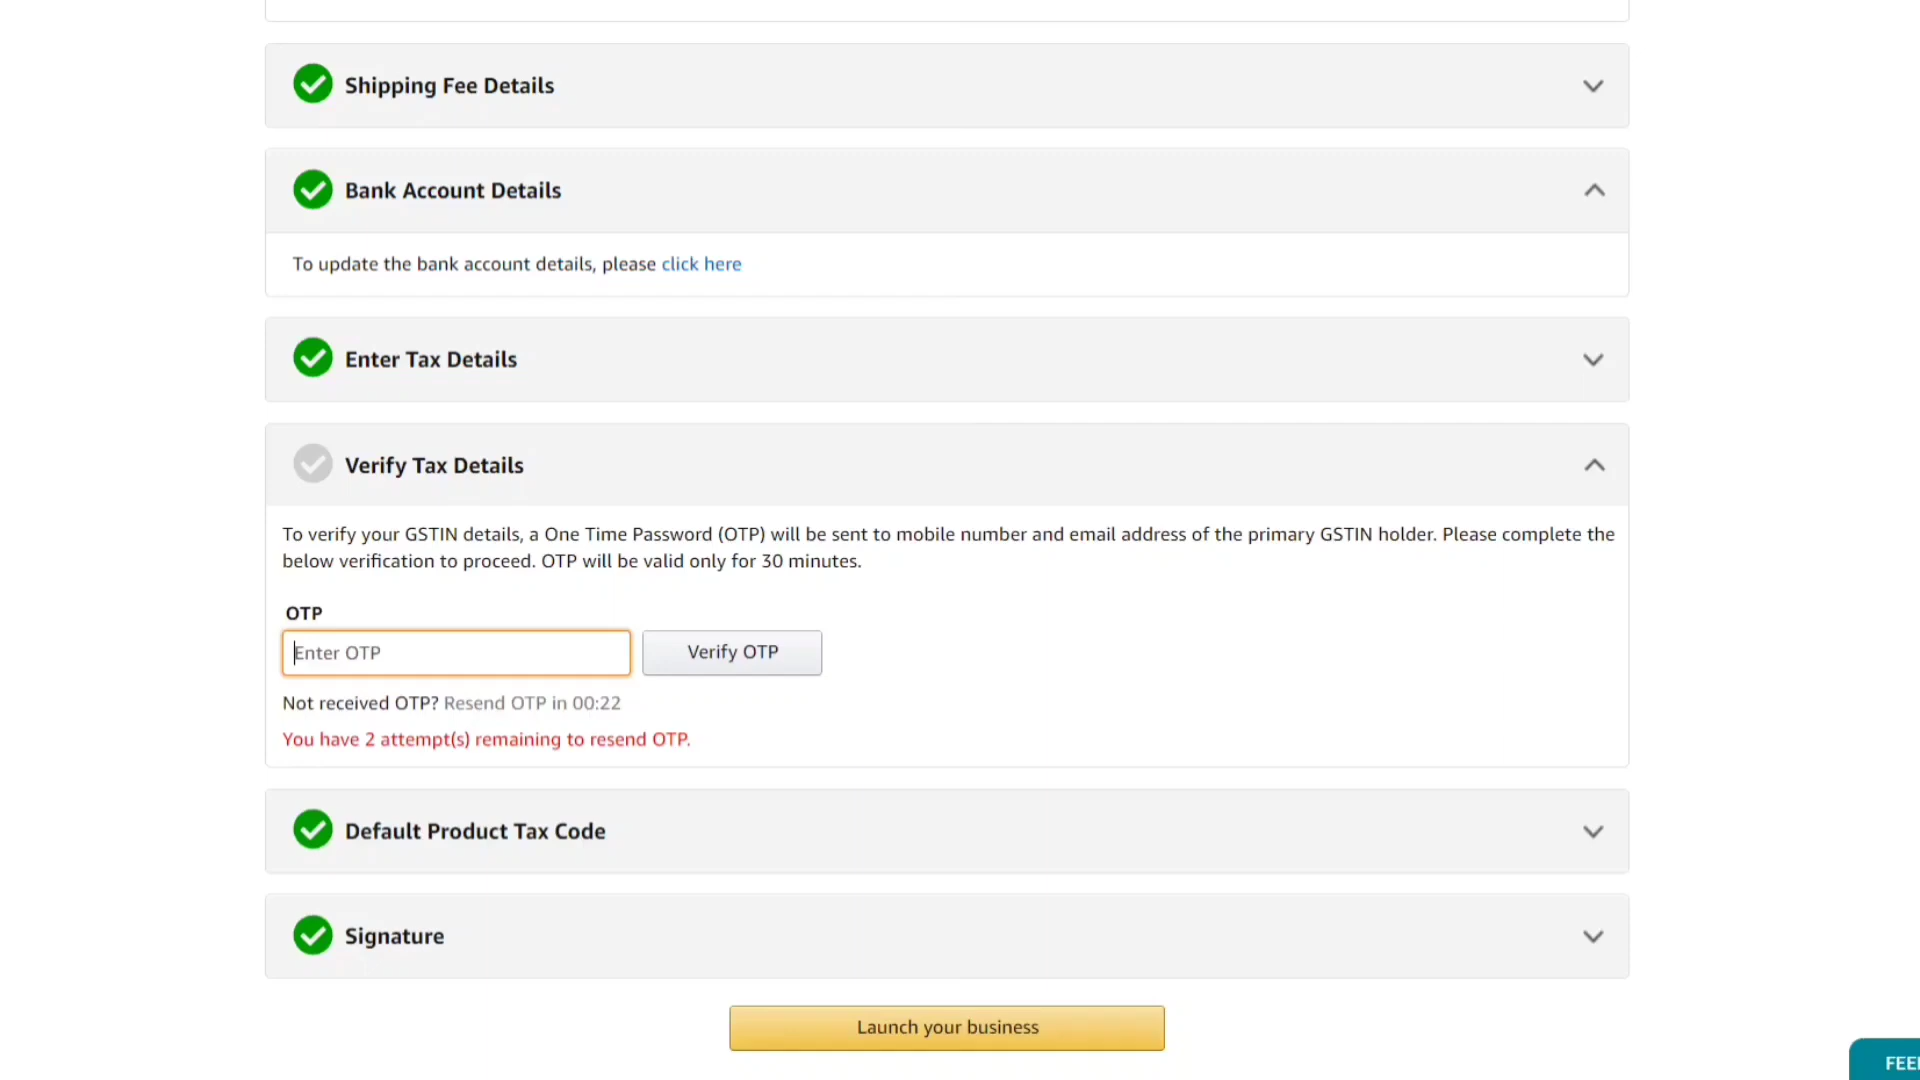 Shipping Fee Details
Bank Account Details
To update the bank account details, please click here
Enter Tax Details
Verify Tax Details
To verify your GSTIN details, a One Time Password (OTP) will be sent to mobile number and email address of the primary GSTIN holder. Please complete the
below verification to proceed. OTP will be valid only for 30 minutes.
OTP
Enter OTP
Verify OTP
Not received OTP? Resend OTP in 00:22
You have 2 attempt(s) remaining to resend OTP.
Default Product Tax Code
Signature
Launch your business